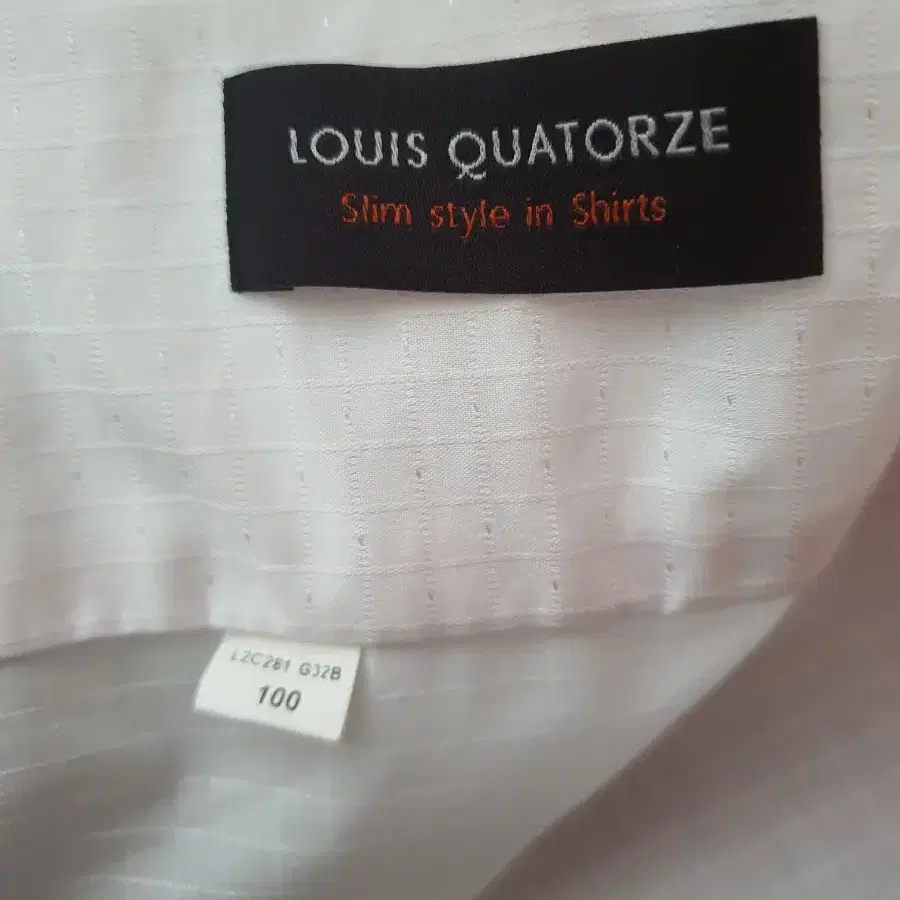 LOUIS QUATORZE
Slim style in Shirts
L2C281 G32B
100